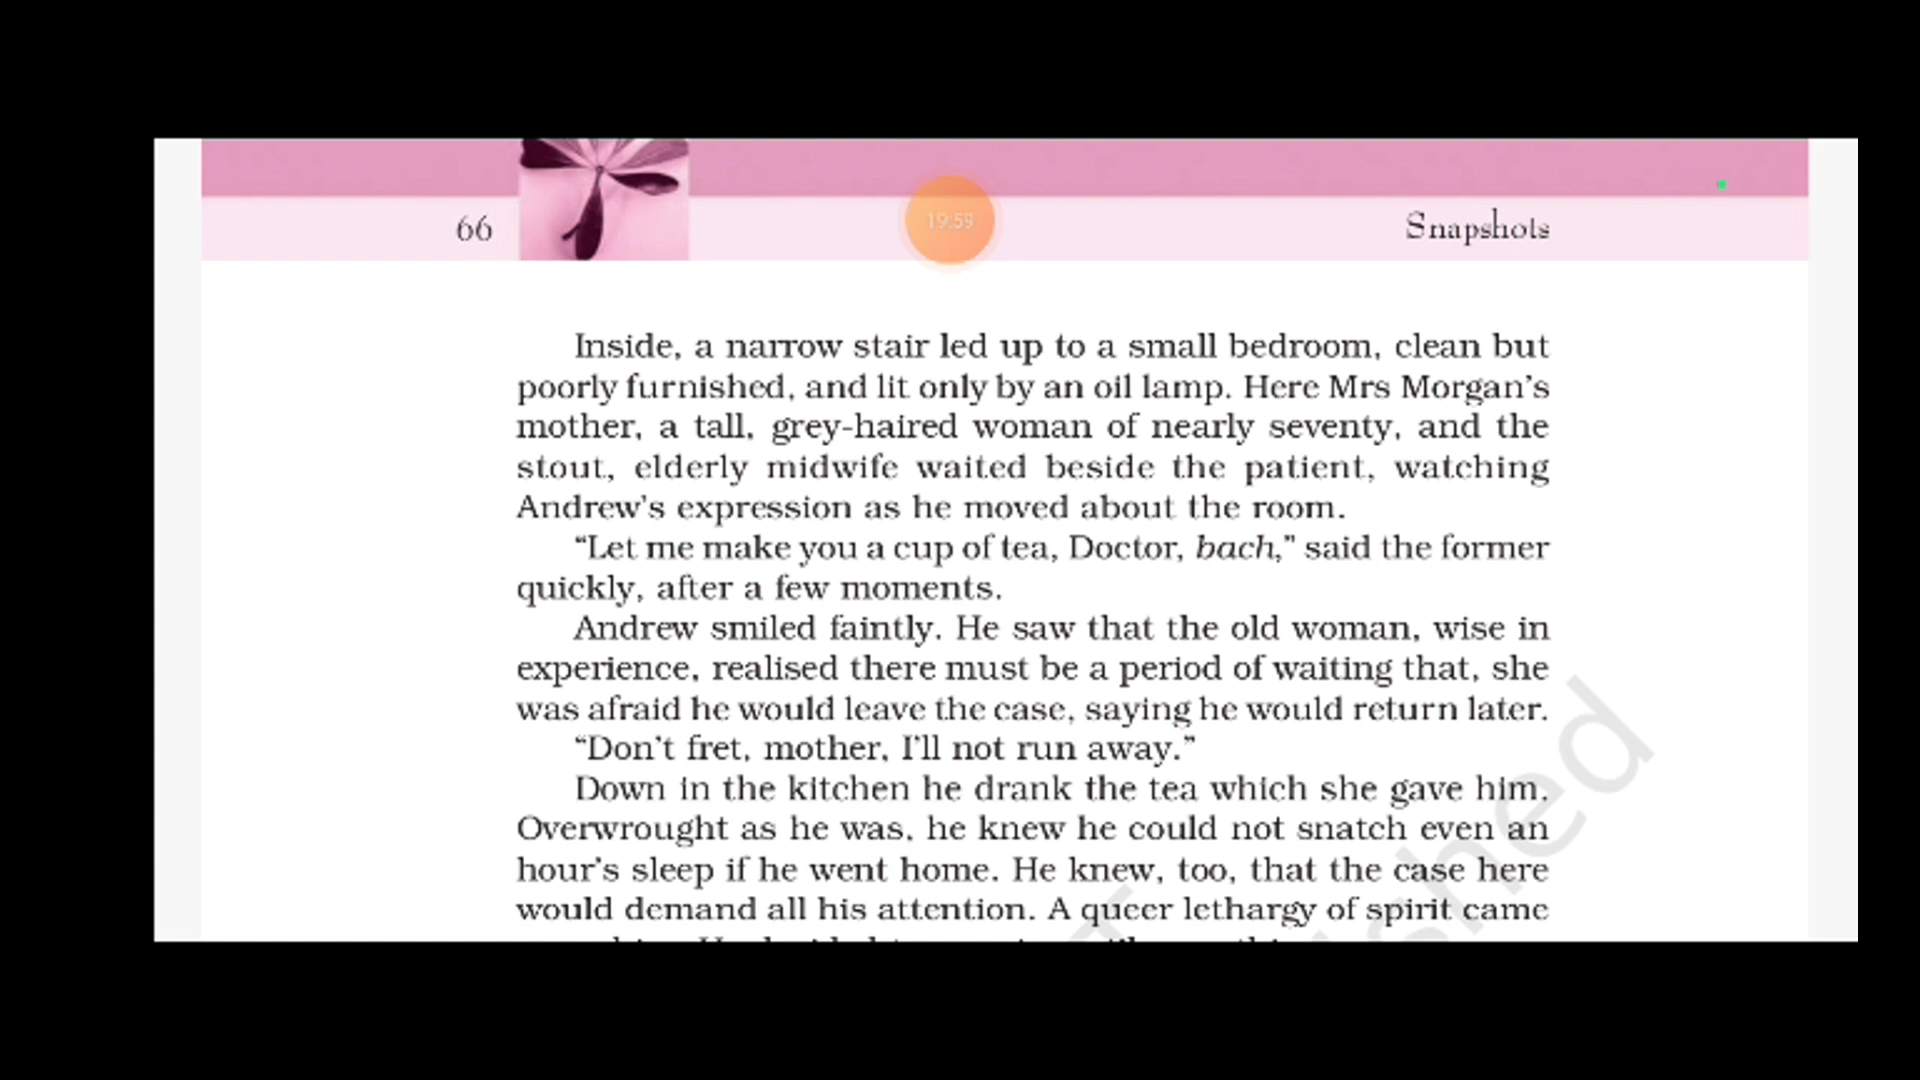 66
19:59
Snapshots
Inside, a narrow stair led up to a small bedroom, clean but
poorly furnished, and lit only by an oil lamp. Here Mrs Morgan's
mother, a tall, grey-haired woman of nearly seventy, and the
stout, elderly midwife waited beside the patient, watching
Andrew's expression as he moved about the room.
“Let me make you a cup of tea, Doctor, bach,” said the former
quickly, after a few moments.
Andrew smiled faintly. He saw that the old woman, wise in
experience, realised there must be a period of waiting that, she
was afraid he would leave the case, saying he would return later.
“Don't fret, mother, I'll not run away.”
Down in the kitchen he drank the tea which she gave him.
Overwrought as he was, he knew he could not snatch even an
hour's sleep if he went home. He knew, too, that the case here
would demand all his attention. A queer lethargy of spirit came